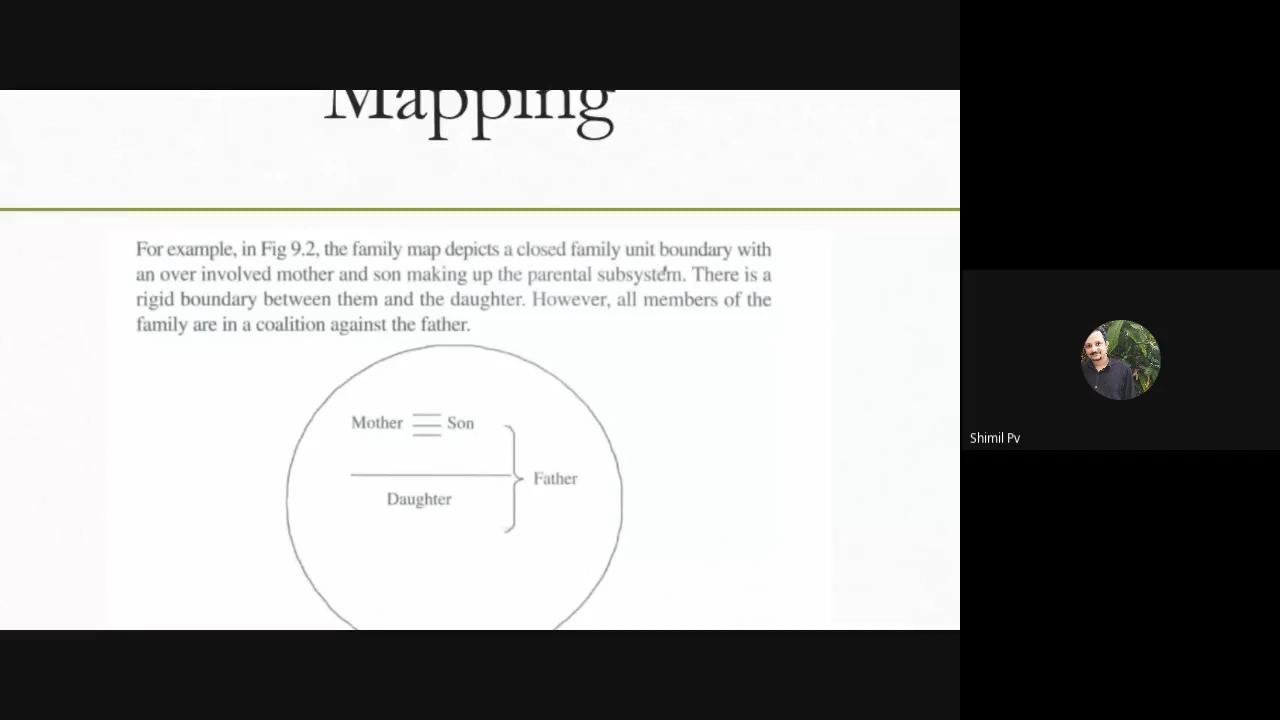 Mapping
For example, in Fig 9.2, the family map depicts a closed family unit boundary with
an over involved mother and son making up the parental subsystem. There is a
rigid boundary between them and the daughter. However, all members of the
family are in a coalition against the father.
Mother Son
Father
Daughter
Shimil Pv